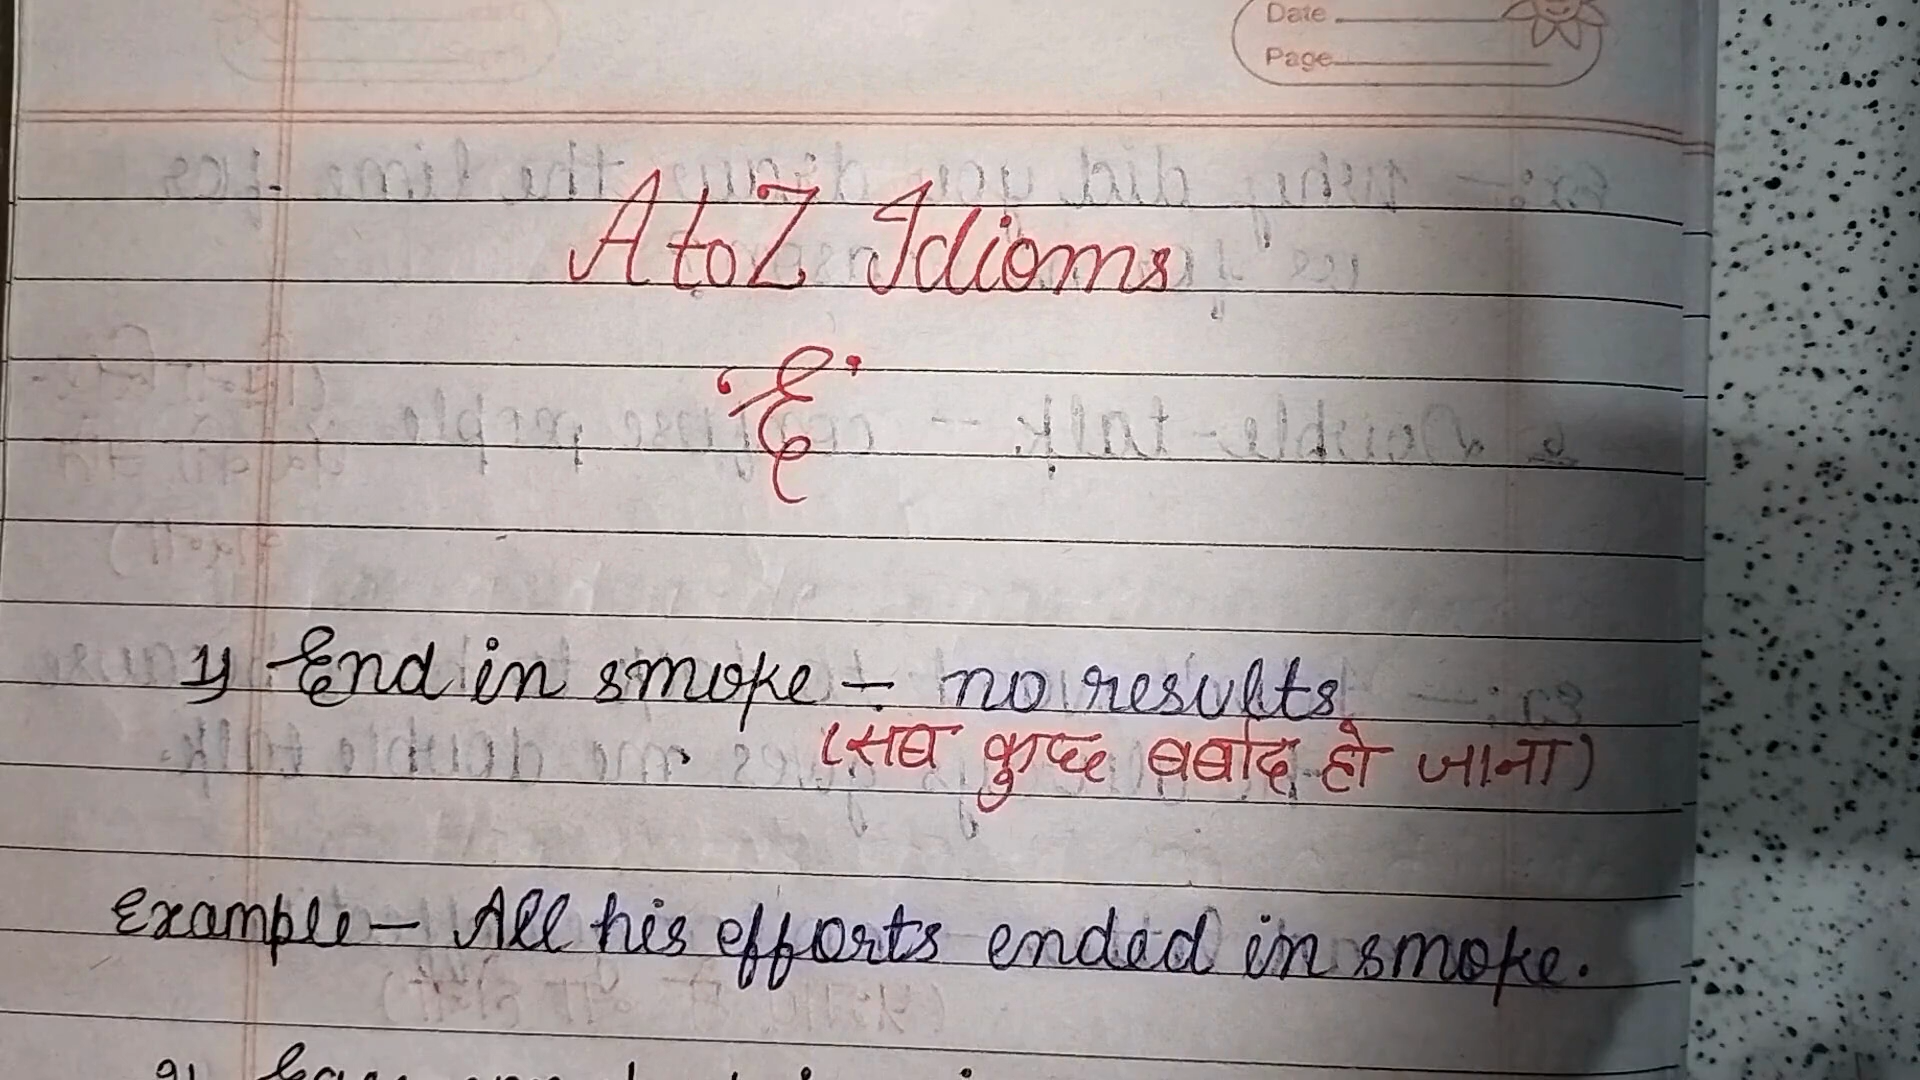 Date
Page
A to Z Idioms
'E'
1) End in smoke - no results
(सब कुछ बर्बाद हो जाना)
Example - All his efforts ended in smoke.